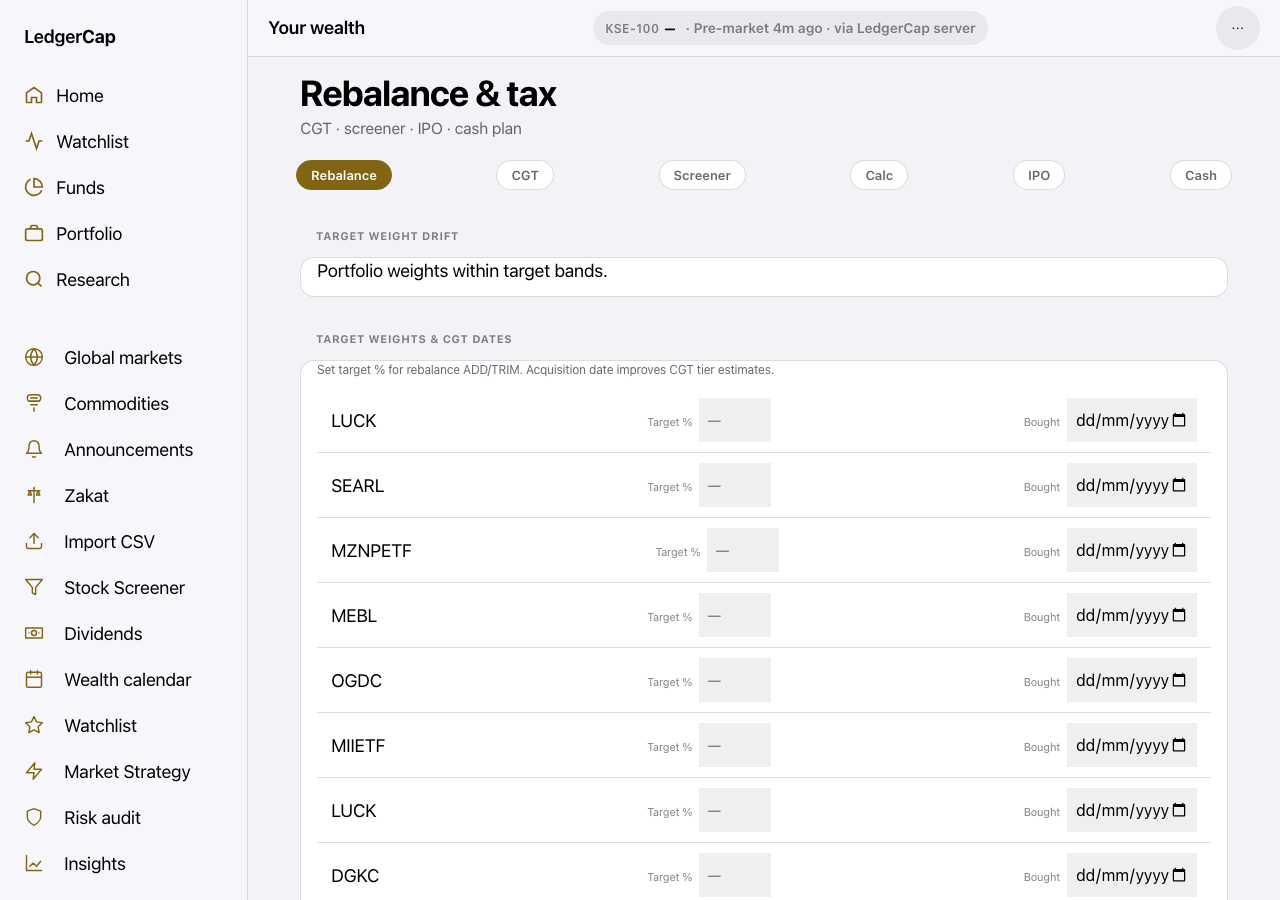 LedgerCap
Home
Watchlist
Funds
Portfolio
Research
Global markets
Commodities
Announcements
Zakat
Import CSV
Stock Screener
Dividends
Wealth calendar
Watchlist
Market Strategy
Risk audit
Insights
Your wealth
KSE-100 — · Pre-market 4m ago · via LedgerCap server
...
Rebalance & tax
CGT · screener · IPO · cash plan
Rebalance CGT Screener Calc IPO Cash
TARGET WEIGHT DRIFT
Portfolio weights within target bands.
TARGET WEIGHTS & CGT DATES
Set target % for rebalance ADD/TRIM. Acquisition date improves CGT tier estimates.
LUCK Target % — Bought dd/mm/yyyy
SEARL Target % — Bought dd/mm/yyyy
MZNPETF Target % — Bought dd/mm/yyyy
MEBL Target % — Bought dd/mm/yyyy
OGDC Target % — Bought dd/mm/yyyy
MIIETF Target % — Bought dd/mm/yyyy
LUCK Target % — Bought dd/mm/yyyy
DGKC Target % — Bought dd/mm/yyyy